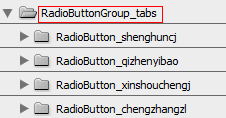 RadioButtonGroup_tabs
RadioButton_shenghuncj
RadioButton_qizhenyibao
RadioButton_xinshouchengj
RadioButton_chengzhangzl